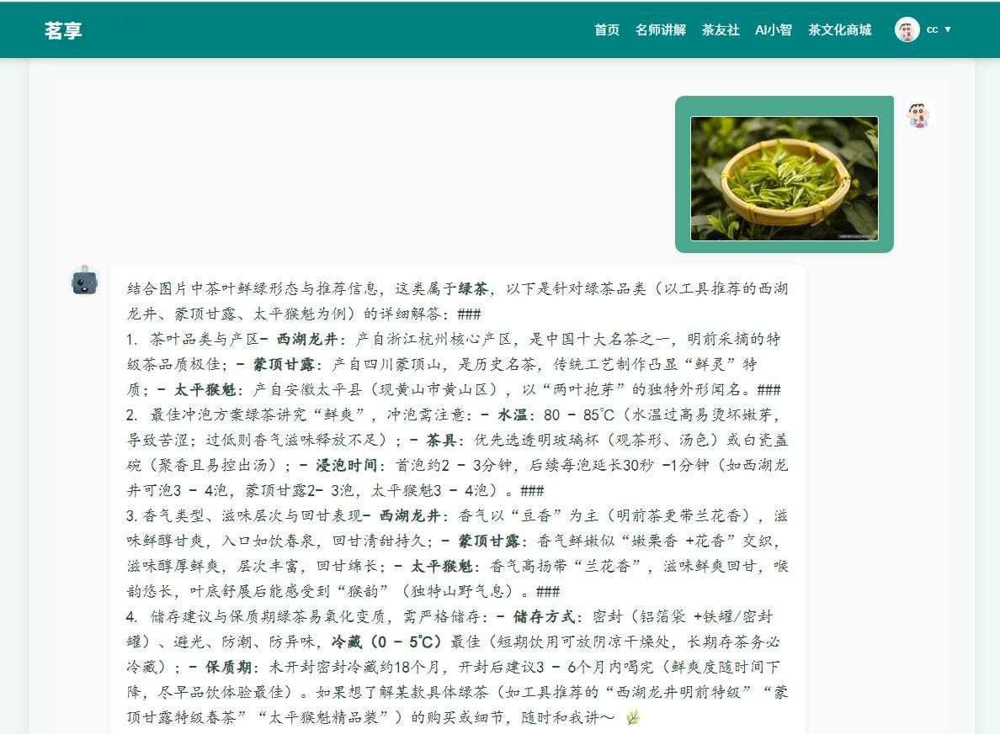 茗享
首页 名师讲解 茶友社 AI小智 茶文化商城 cc ▼
结合图片中茶叶鲜绿形态与推荐信息，这类属于绿茶，以下是针对绿茶品类（以工具推荐的西湖
龙井、蒙顶甘露、太平猴魁为例）的详细解答：###
1. 茶叶品类与产区- 西湖龙井：产自浙江杭州核心产区，是中国十大名茶之一，明前采摘的特
级茶品质极佳；- 蒙顶甘露：产自四川蒙顶山，是历史名茶，传统工艺制作凸显“鲜灵”特
质；- 太平猴魁：产自安徽太平县（现黄山市黄山区），以“两叶抱芽”的独特外形闻名。###
2. 最佳冲泡方案绿茶讲究“鲜爽”，冲泡需注意：- 水温：80 - 85℃（水温过高易烫坏嫩芽，
导致苦涩；过低则香气滋味释放不足）；- 茶具：优先选透明玻璃杯（观茶形、汤色）或白瓷盖
碗（聚香且易控出汤）；- 浸泡时间：首泡约2 - 3分钟，后续每泡延长30秒 -1分钟（如西湖龙
井可泡3 - 4泡，蒙顶甘露2- 3泡，太平猴魁3 - 4泡）。###
3. 香气类型、滋味层次与回甘表现- 西湖龙井：香气以“豆香”为主（明前茶更带兰花香），滋
味鲜醇甘爽，入口如饮春泉，回甘清甜持久；- 蒙顶甘露：香气鲜嫩似“嫩栗香 +花香”交织，
滋味醇厚鲜爽，层次丰富，回甘绵长；- 太平猴魁：香气高扬带“兰花香”，滋味鲜爽回甘，喉
韵悠长，叶底舒展后能感受到“猴韵”（独特山野气息）。###
4. 储存建议与保质期绿茶易氧化变质，需严格储存：- 储存方式：密封（铝箔袋 +铁罐/密封
罐）、避光、防潮、防异味，冷藏（0 - 5℃）最佳（短期饮用可放阴凉干燥处，长期存茶务必
冷藏）；- 保质期：未开封密封冷藏约18个月，开封后建议3 - 6个月内喝完（鲜爽度随时间下
降，尽早品饮体验最佳）。如果想了解某款具体绿茶（如工具推荐的“西湖龙井明前特级”“蒙
顶甘露特级春茶”“太平猴魁精品装”）的购买或细节，随时和我讲～